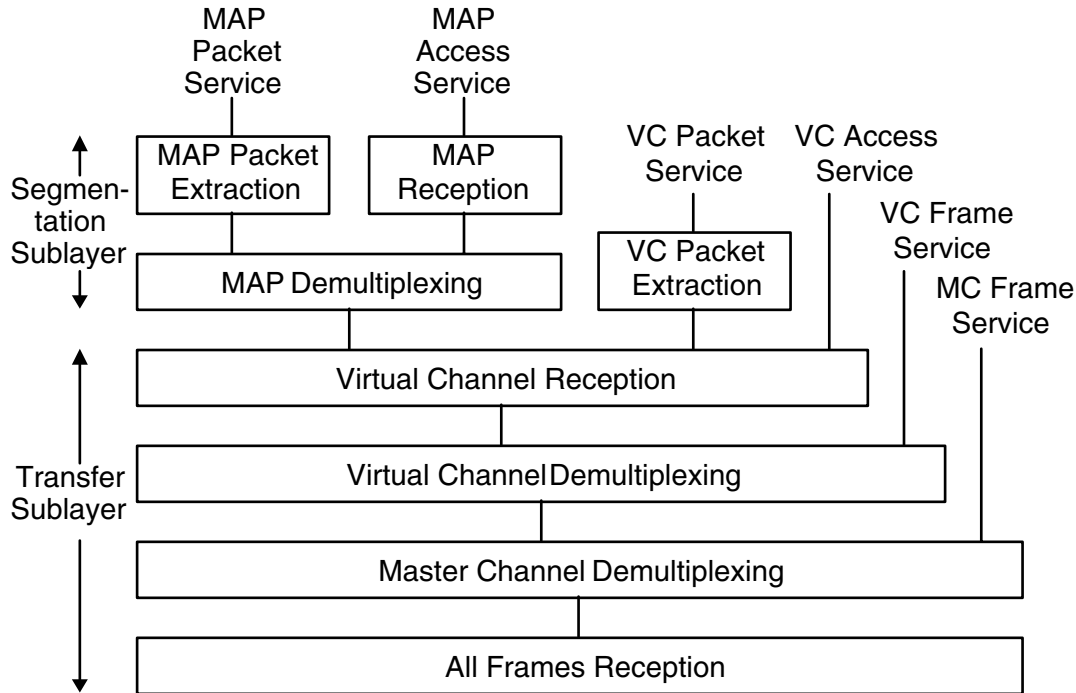 MAP
Packet
Service
MAP
Access
Service
VC Packet
Service
VC Access
Service
VC Frame
Service
MC Frame
Service
Segmen-
tation
Sublayer
MAP Packet
Extraction
MAP
Reception
VC Packet
Extraction
MAP Demultiplexing
Transfer
Sublayer
Virtual Channel Reception
Virtual Channel Demultiplexing
Master Channel Demultiplexing
All Frames Reception